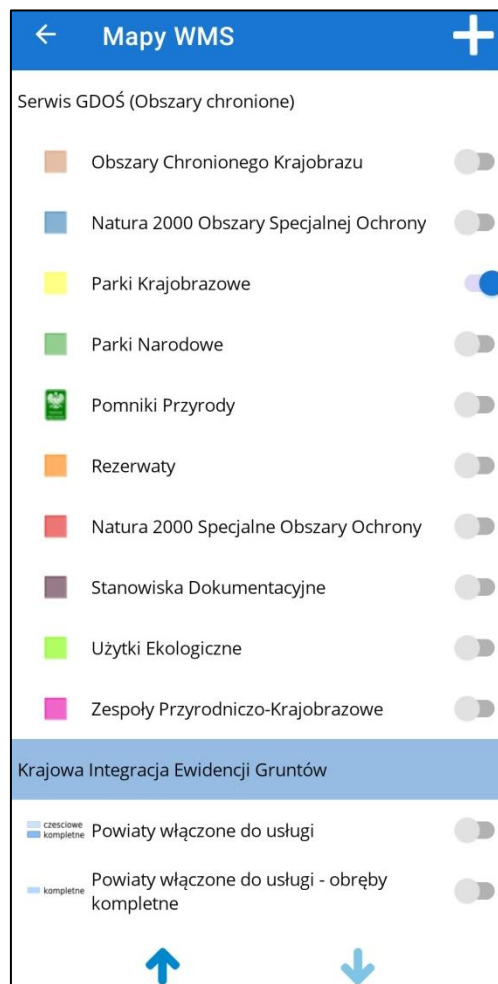 Mapy WMS
Serwis GDOŚ (Obszary chronione)
Obszary Chronionego Krajobrazu
Natura 2000 Obszary Specjalnej Ochrony
Parki Krajobrazowe
Parki Narodowe
Pomniki Przyrody
Rezerwaty
Natura 2000 Specjalne Obszary Ochrony
Stanowiska Dokumentacyjne
Użytki Ekologiczne
Zespoły Przyrodniczo-Krajobrazowe
Krajowa Integracja Ewidencji Gruntów
czesciowe
kompletne
Powiaty włączone do usługi
kompletne
Powiaty włączone do usługi - obręby
kompletne